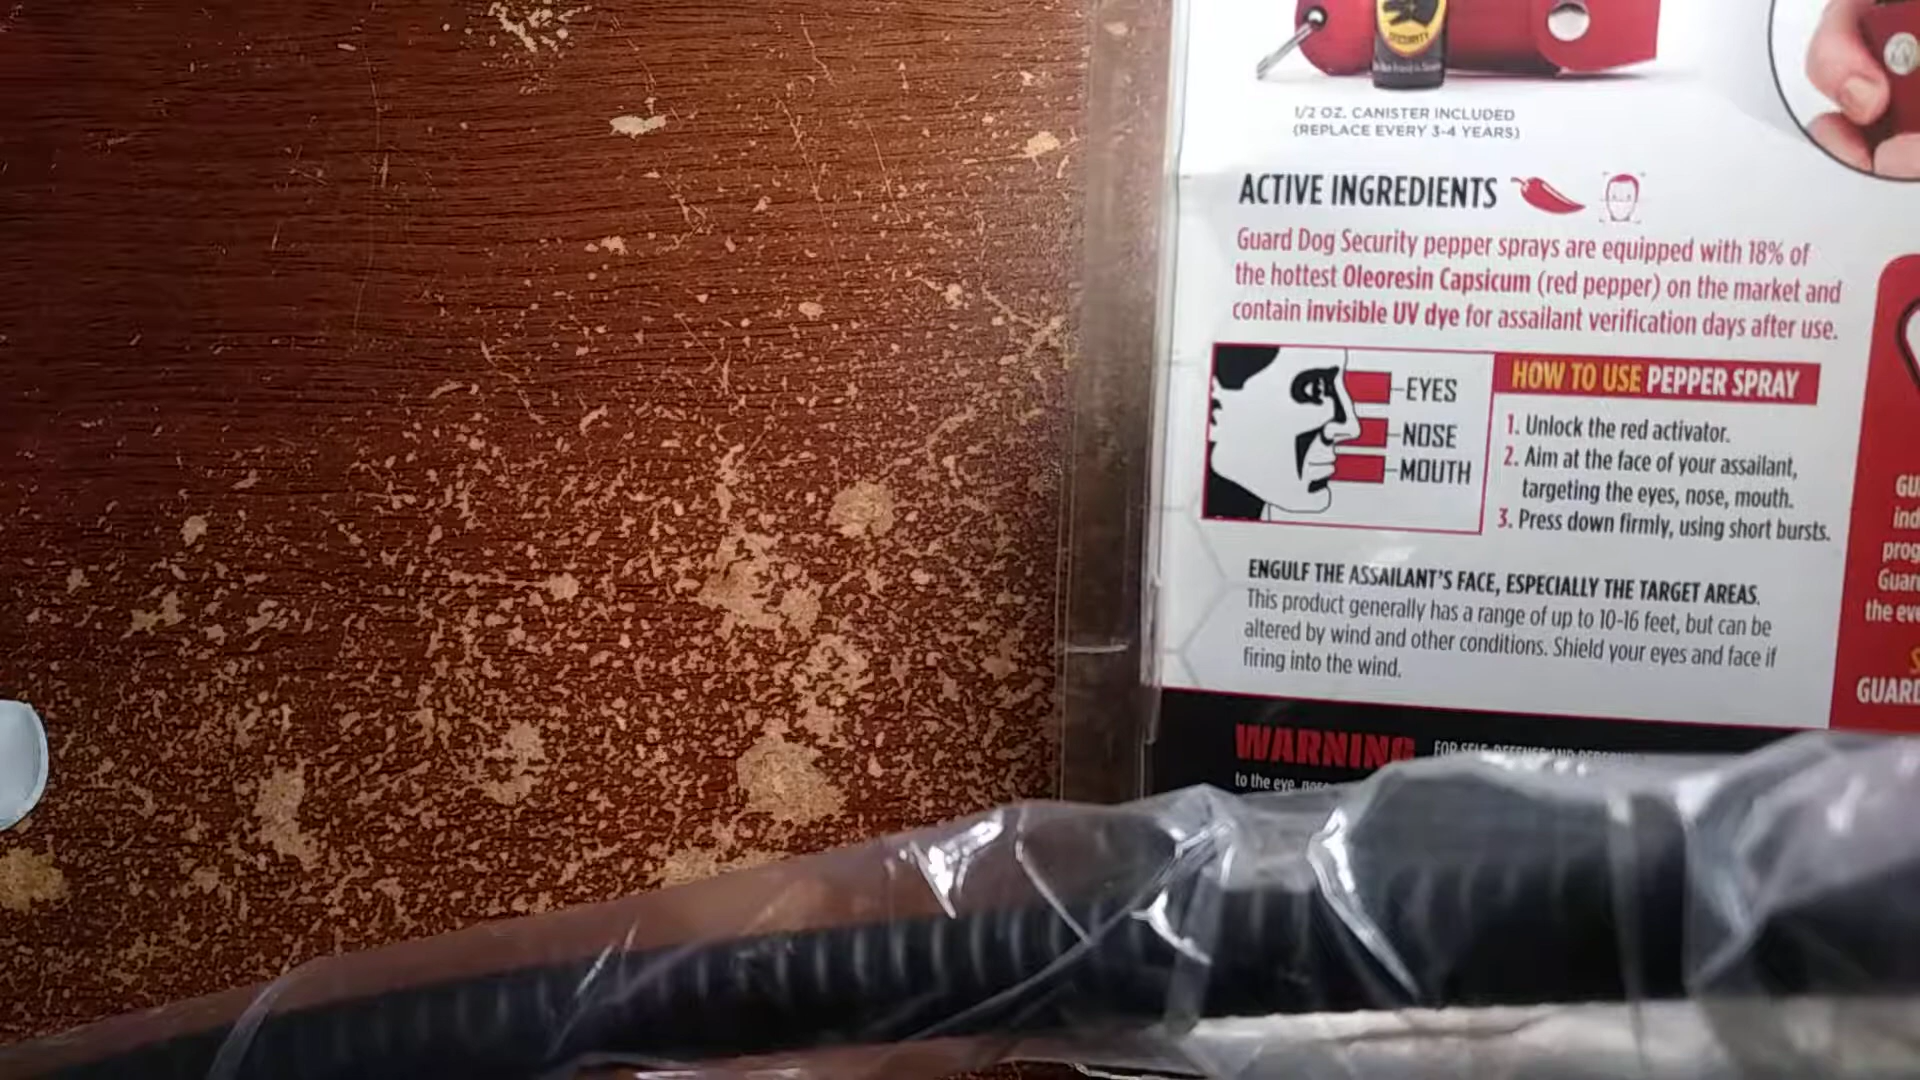 SECURITY
1/2 OZ. CANISTER INCLUDED
(REPLACE EVERY 3-4 YEARS)
ACTIVE INGREDIENTS
Guard Dog Security pepper sprays are equipped with 18% of
the hottest Oleoresin Capsicum (red pepper) on the market and
contain invisible UV dye for assailant verification days after use.
EYES
NOSE
MOUTH
HOW TO USE PEPPER SPRAY
1. Unlock the red activator.
2. Aim at the face of your assailant,
targeting the eyes, nose, mouth.
3. Press down firmly, using short bursts.
ENGULF THE ASSAILANT'S FACE, ESPECIALLY THE TARGET AREAS.
This product generally has a range of up to 10-16 feet, but can be
altered by wind and other conditions. Shield your eyes and face if
firing into the wind.
WARNING
to the eye,